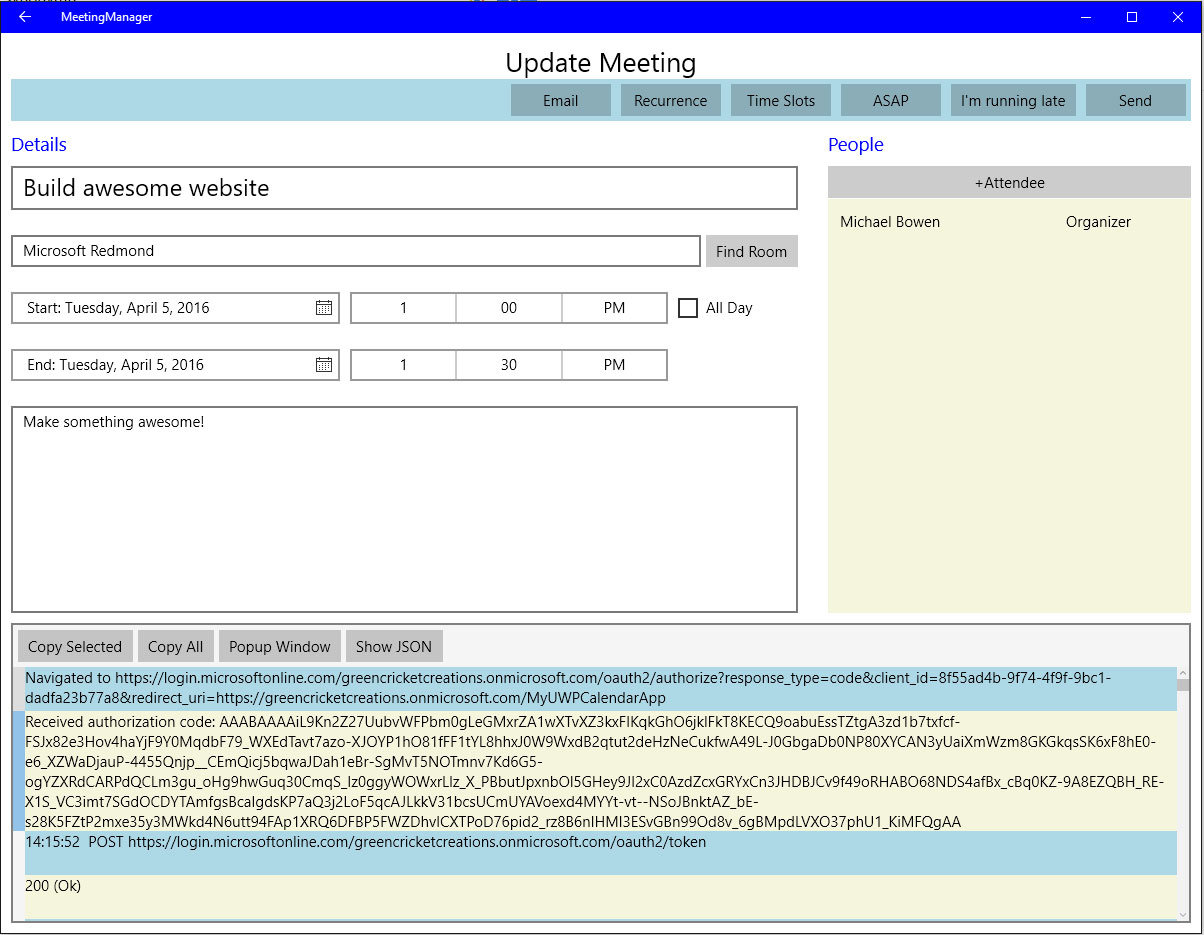 MeetingManager
Update Meeting
Email Recurrence Time Slots ASAP I'm running late Send
Details
People
Build awesome website
+Attendee
Michael Bowen Organizer
Microsoft Redmond Find Room
Start: Tuesday, April 5, 2016 1 00 PM All Day
End: Tuesday, April 5, 2016 1 30 PM
Make something awesome!
Copy Selected Copy All Popup Window Show JSON
Navigated to https://login.microsoftonline.com/greencricketcreations.onmicrosoft.com/oauth2/authorize?response_type=code&client_id=8f55ad4b-9f74-4f9f-9bc1-
dadfa23b77a8&redirect_uri=https://greencricketcreations.onmicrosoft.com/MyUWPCalendarApp
Received authorization code: AAABAAAAiL9Kn2Z27UubvWFPbm0gLeGMxrZA1wXTvXZ3kxFIKqkGhO6jklFkT8KECQ9oabuEssTZtgA3zd1b7txfcf-
FSJx82e3Hov4haYjF9Y0MqdbF79_WXEdTavt7azo-XJOYP1hO81fFF1tYL8hhxJ0W9WxdB2qtut2deHzNeCukfwA49L-J0GbgaDb0NP80XYCAN3yUaiXmWzm8GKGkqsSK6xF8hE0-
e6_XZWaDjauP-4455Qnjp__CEmQicj5bqwaJDah1eBr-SgMvT5NOTmnv7Kd6G5-
ogYZXRdCARPdQCLm3gu_oHg9hwGuq30CmqS_Iz0ggyWOWxrLlz_X_PBbutJpxnbOI5GHey9Jl2xC0AzdZcxGRYxCn3JHDBJCv9f49oRHABO68NDS4afBx_cBq0KZ-9A8EZQBH_RE-
X1S_VC3imt7SGdOCDYTAmfgsBcaIgdsKP7aQ3j2LoF5qcAJLkkV31bcsUCmUYAVoexd4MYYt-vt--NSoJBnktAZ_bE-
s28K5FZtP2mxe35y3MWkd4N6utt94FAp1XRQ6DFBP5FWZDhvlCXTPoD76pid2_rz8B6nIHMI3ESvGBn99Od8v_6gBMpdLVXO37phU1_KiMFQgAA
14:15:52 POST https://login.microsoftonline.com/greencricketcreations.onmicrosoft.com/oauth2/token
200 (Ok)